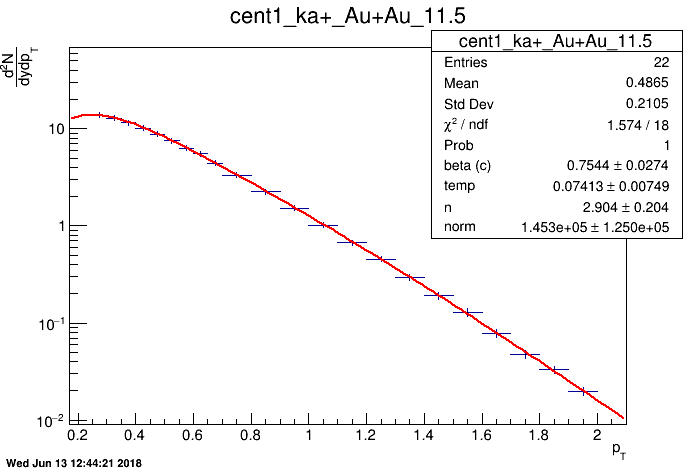 cent1_ka+_Au+Au_11.5
d²N
dydp_T
cent1_ka+_Au+Au_11.5
Entries 22
Mean 0.4865
Std Dev 0.2105
χ² / ndf 1.574 / 18
Prob 1
beta (c) 0.7544 ± 0.0274
temp 0.07413 ± 0.00749
n 2.904 ± 0.204
norm 1.453e+05 ± 1.250e+05
10
1
10⁻¹
10⁻²
0.2 0.4 0.6 0.8 1 1.2 1.4 1.6 1.8 2
p_T
Wed Jun 13 12:44:21 2018